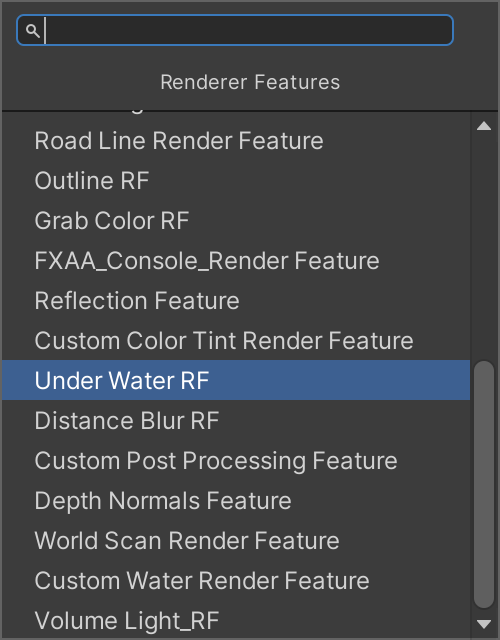 Renderer Features
Road Line Render Feature
Outline RF
Grab Color RF
FXAA_Console_Render Feature
Reflection Feature
Custom Color Tint Render Feature
Under Water RF
Distance Blur RF
Custom Post Processing Feature
Depth Normals Feature
World Scan Render Feature
Custom Water Render Feature
Volume Light_RF